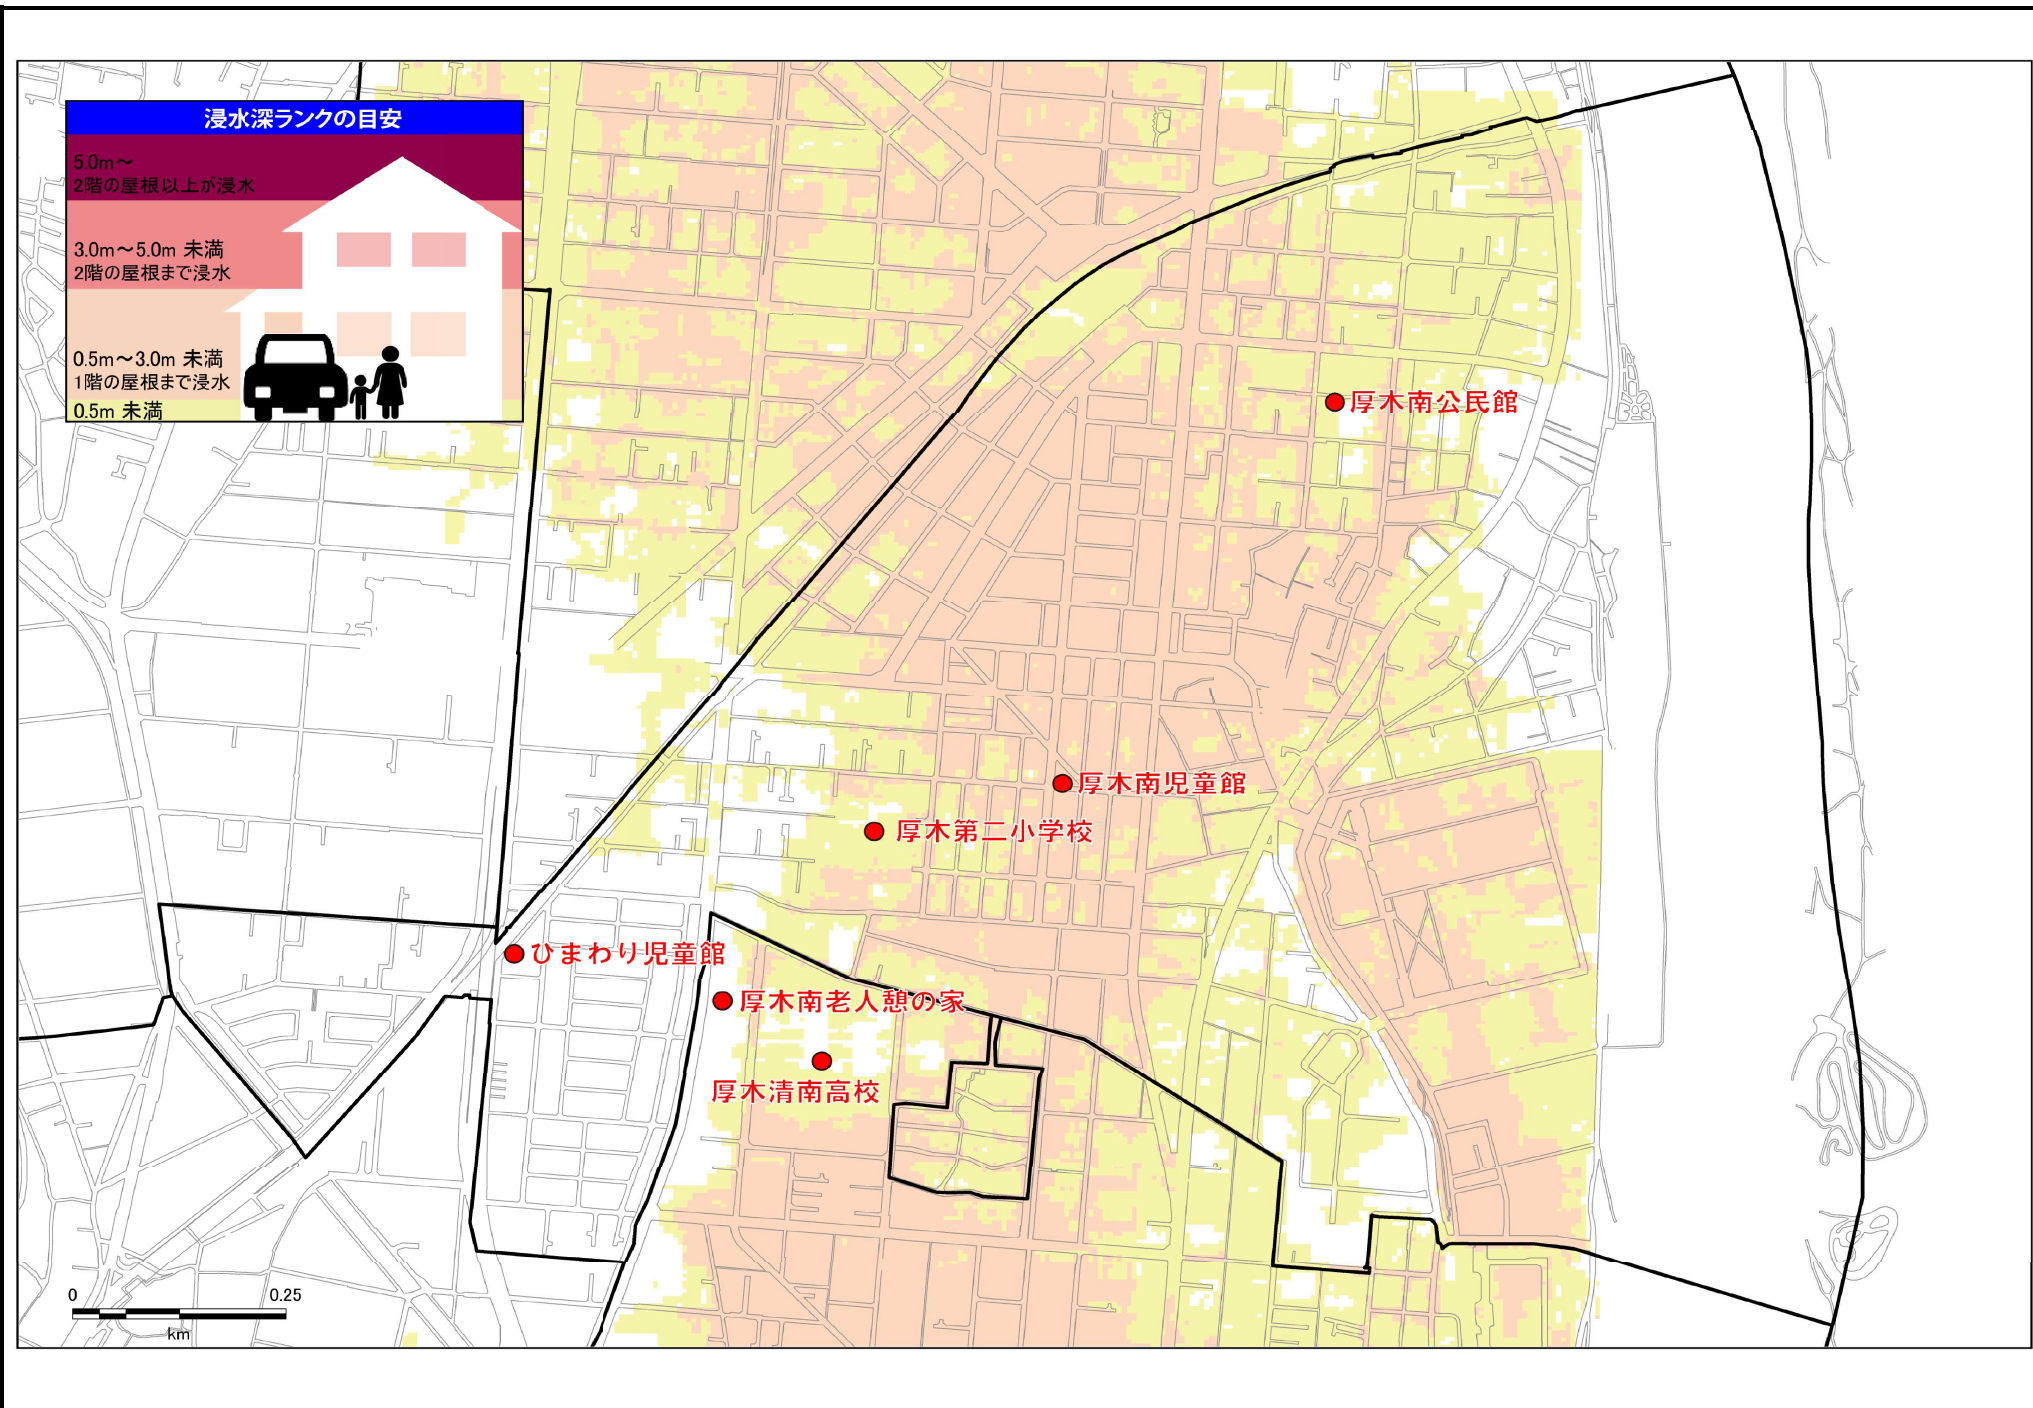 浸水深ランクの目安
5.0m～
2階の屋根以上が浸水
3.0m～5.0m 未満
2階の屋根まで浸水
0.5m～3.0m 未満
1階の屋根まで浸水
0.5m 未満
厚木南公民館
厚木南児童館
厚木第二小学校
ひまわり児童館
厚木南老人憩の家
厚木清南高校
0 0.25
km